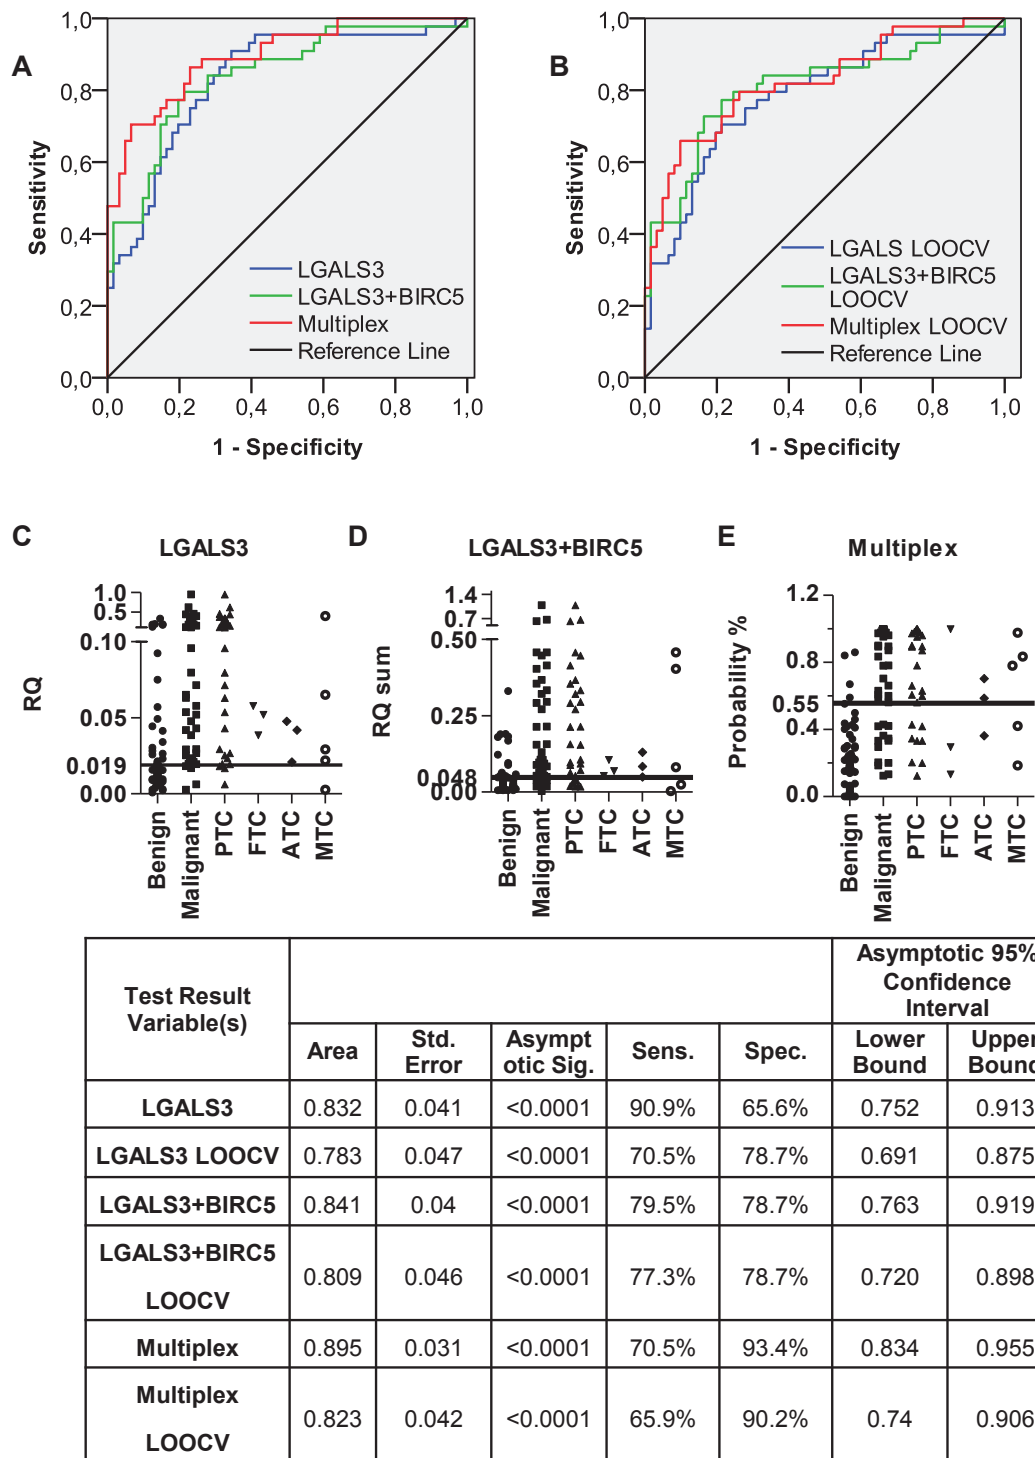 A
1,0
0,8
0,6
0,4
0,2
0,0
Sensitivity
LGALS3
LGALS3+BIRC5
Multiplex
Reference Line
0,0 0,2 0,4 0,6 0,8 1,0
1 - Specificity
B
1,0
0,8
0,6
0,4
0,2
0,0
Sensitivity
LGALS LOOCV
LGALS3+BIRC5
LOOCV
Multiplex LOOCV
Reference Line
0,0 0,2 0,4 0,6 0,8 1,0
1 - Specificity
C
LGALS3
RQ
1.0
0.5
0.10
0.05
0.019
0.00
Benign
Malignant
PTC
FTC
ATC
MTC
D
LGALS3+BIRC5
RQ sum
1.4
0.7
0.50
0.25
0.048
0.00
Benign
Malignant
PTC
FTC
ATC
MTC
E
Multiplex
Probability %
1.2
0.8
0.55
0.4
0.0
Benign
Malignant
PTC
FTC
ATC
MTC
Test Result
Variable(s)
Asymptotic 95%
Confidence
Interval
Area
Std.
Error
Asympt
otic Sig.
Sens.
Spec.
Lower
Bound
Upper
Bound
LGALS3 0.832 0.041 <0.0001 90.9% 65.6% 0.752 0.913
LGALS3 LOOCV 0.783 0.047 <0.0001 70.5% 78.7% 0.691 0.875
LGALS3+BIRC5 0.841 0.04 <0.0001 79.5% 78.7% 0.763 0.919
LGALS3+BIRC5
LOOCV
0.809 0.046 <0.0001 77.3% 78.7% 0.720 0.898
Multiplex 0.895 0.031 <0.0001 70.5% 93.4% 0.834 0.955
Multiplex
LOOCV
0.823 0.042 <0.0001 65.9% 90.2% 0.74 0.906